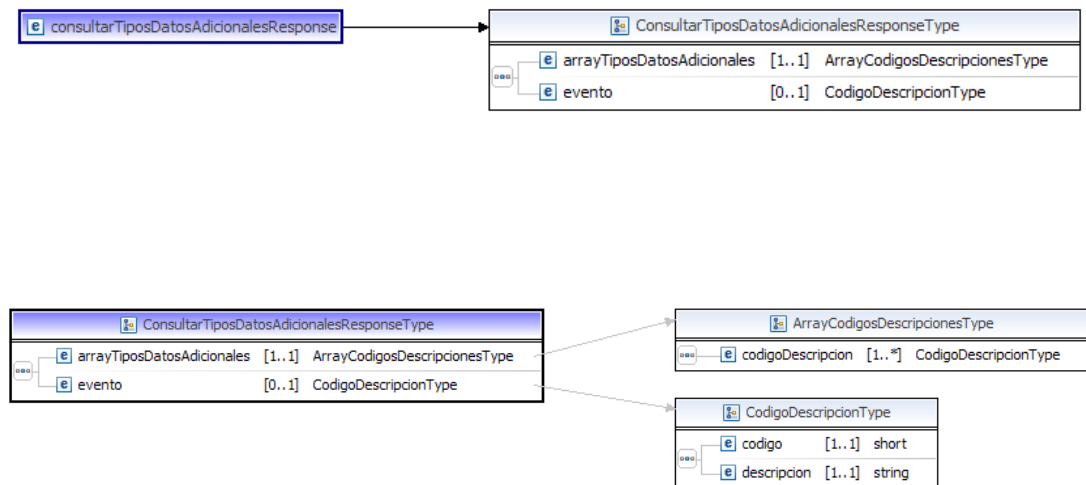 e consultarTiposDatosAdicionalesResponse
ConsultarTiposDatosAdicionalesResponseType
e arrayTiposDatosAdicionales [1..1] ArrayCodigosDescripcionesType
e evento [0..1] CodigoDescripcionType
ConsultarTiposDatosAdicionalesResponseType
e arrayTiposDatosAdicionales [1..1] ArrayCodigosDescripcionesType
e evento [0..1] CodigoDescripcionType
ArrayCodigosDescripcionesType
e codigoDescripcion [1..*] CodigoDescripcionType
CodigoDescripcionType
e codigo [1..1] short
e descripcion [1..1] string